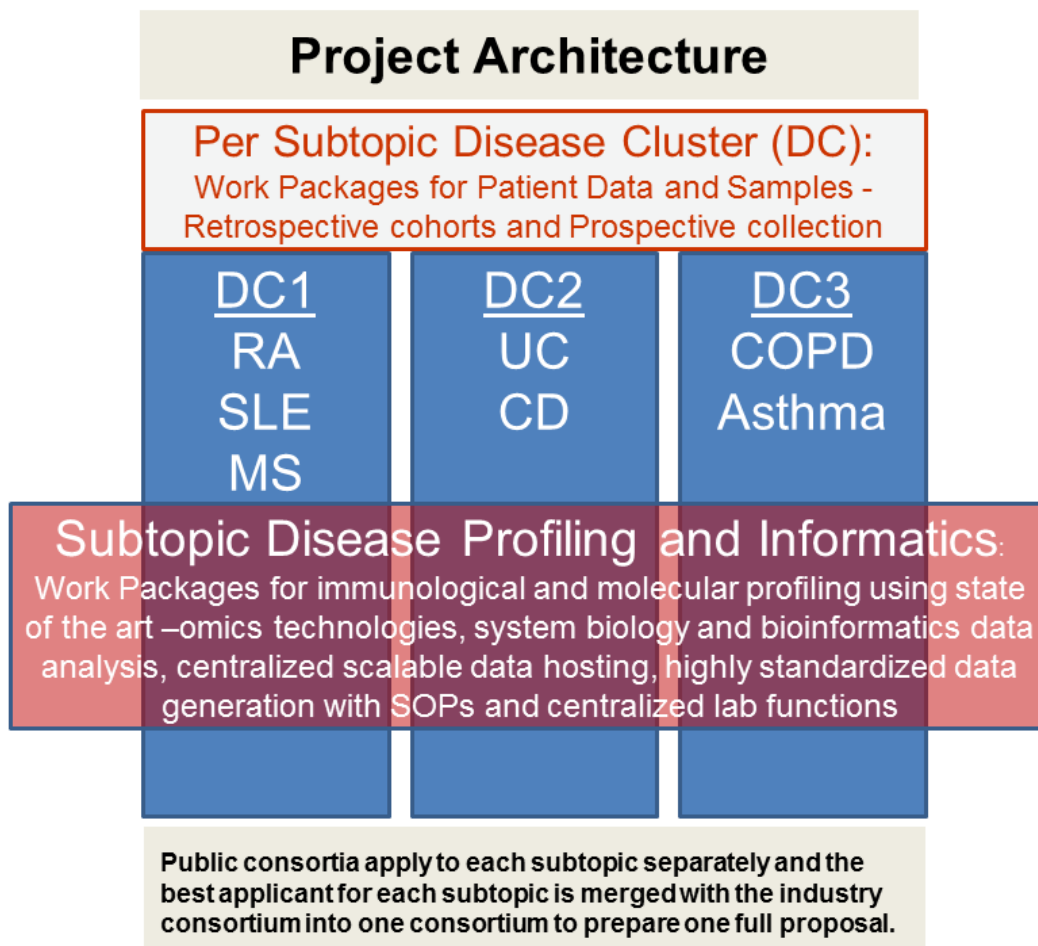 Project Architecture
Per Subtopic Disease Cluster (DC):
Work Packages for Patient Data and Samples -
Retrospective cohorts and Prospective collection
DC1
RA
SLE
MS
DC2
UC
CD
DC3
COPD
Asthma
Subtopic Disease Profiling and Informatics:
Work Packages for immunological and molecular profiling using state
of the art –omics technologies, system biology and bioinformatics data
analysis, centralized scalable data hosting, highly standardized data
generation with SOPs and centralized lab functions
Public consortia apply to each subtopic separately and the
best applicant for each subtopic is merged with the industry
consortium into one consortium to prepare one full proposal.